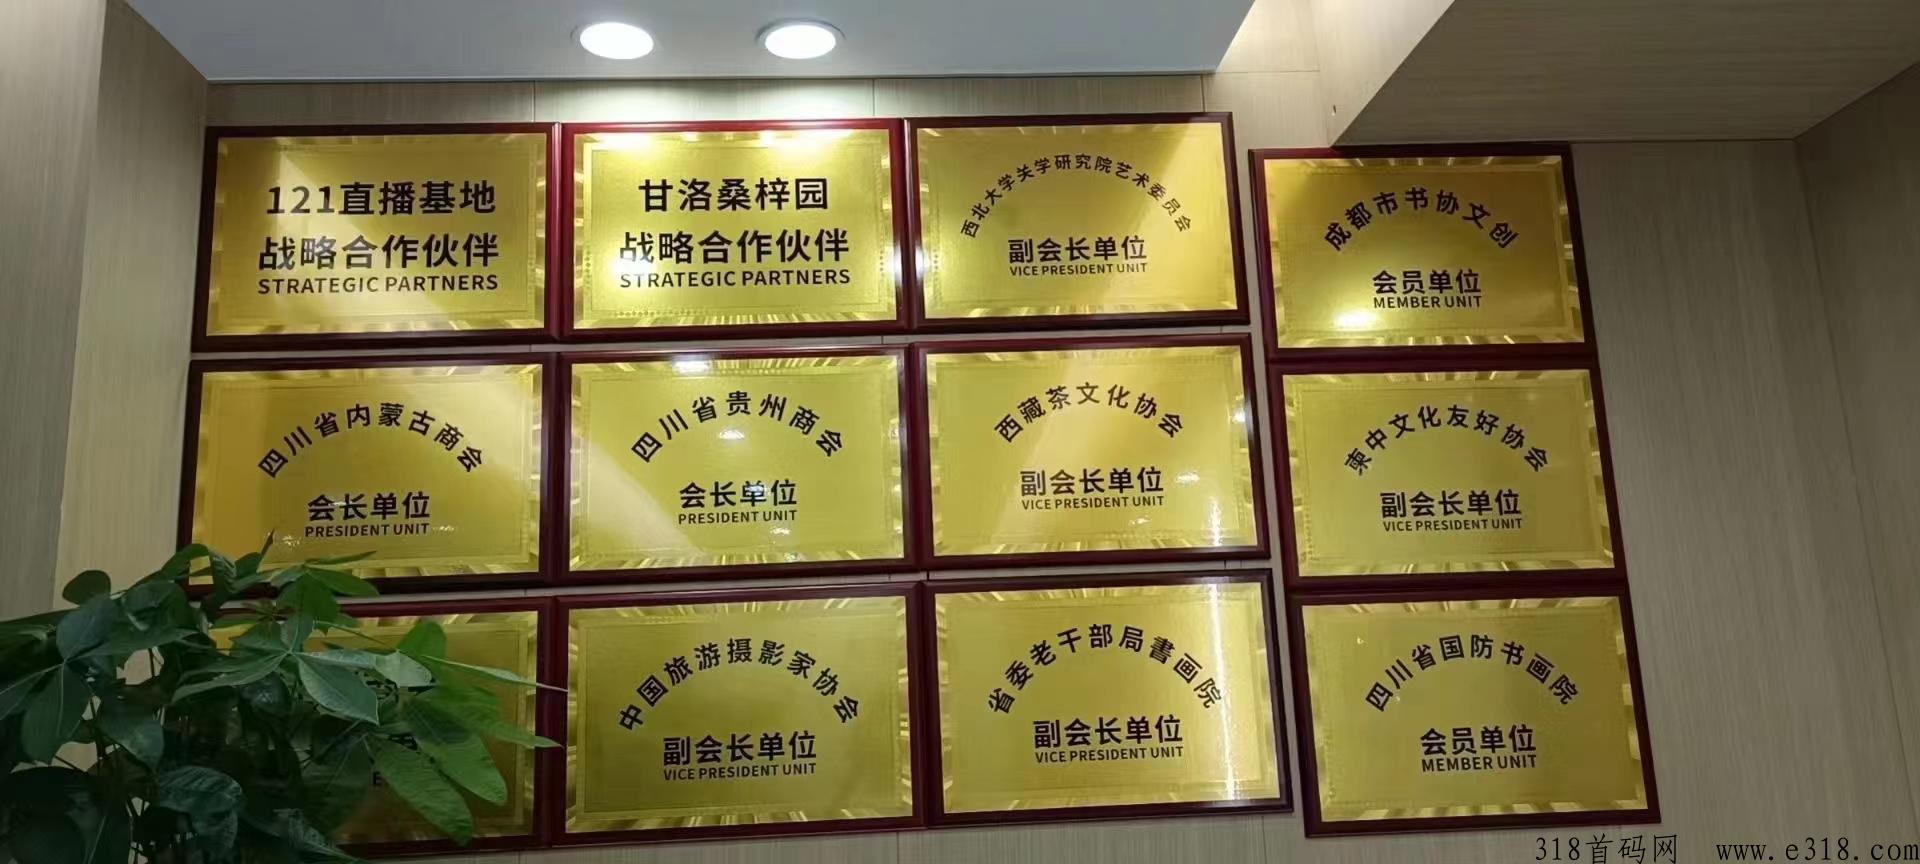 121直播基地
战略合作伙伴
STRATEGIC PARTNERS
甘洛桑梓园
战略合作伙伴
STRATEGIC PARTNERS
西北大学关学研究院艺术委员会
副会长单位
VICE PRESIDENT UNIT
成都市书协文创
会员单位
MEMBER UNIT
四川省内蒙古商会
会长单位
PRESIDENT UNIT
四川省贵州商会
会长单位
PRESIDENT UNIT
西藏茶文化协会
副会长单位
VICE PRESIDENT UNIT
柬中文化友好协会
副会长单位
VICE PRESIDENT UNIT
中国旅游摄影家协会
副会长单位
VICE PRESIDENT UNIT
省委老干部局書画院
副会长单位
VICE PRESIDENT UNIT
四川省国防书画院
会员单位
MEMBER UNIT
318首码网 www.e318.com